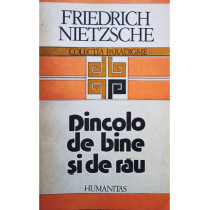 FRIEDRICH
NIETZSCHE
COLECȚIA PARADIGME
Dincolo
de bine
și de rău
HUMANITAS